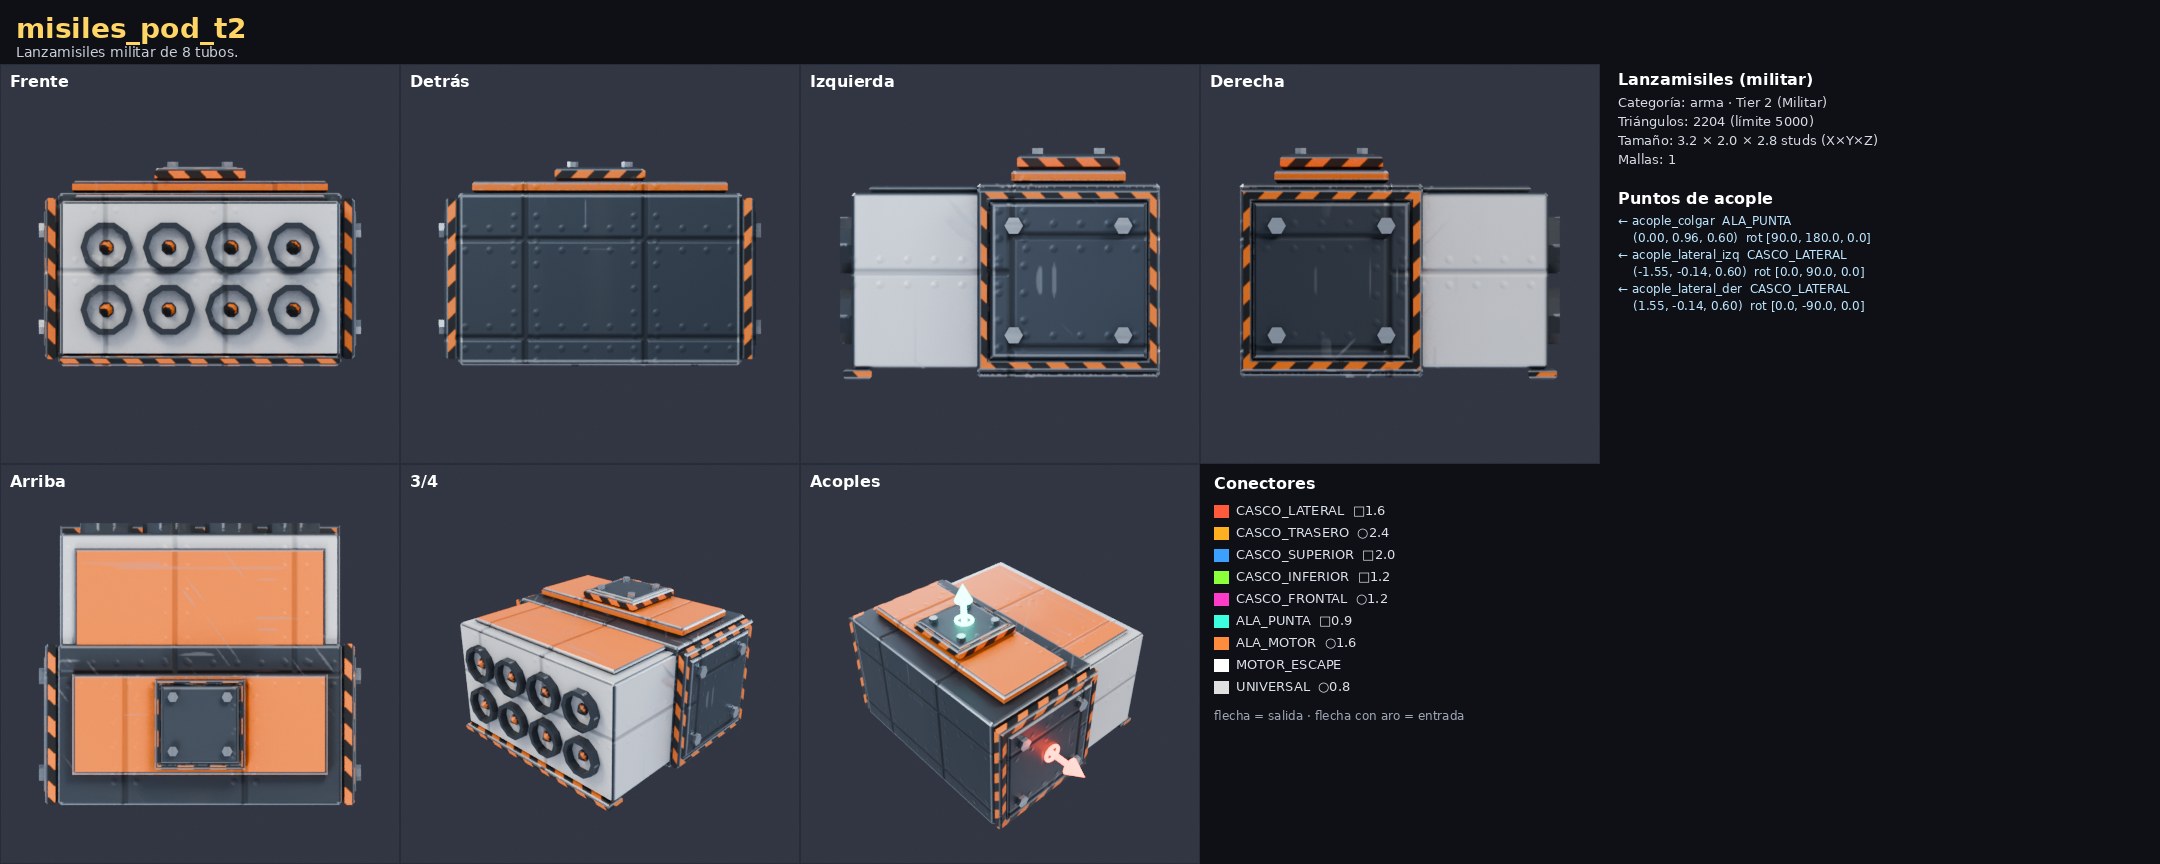 misiles_pod_t2
Lanzamisiles militar de 8 tubos.
Frente
Detrás
Izquierda
Derecha
Lanzamisiles (militar)
Categoría: arma · Tier 2 (Militar)
Triángulos: 2204 (límite 5000)
Tamaño: 3.2 × 2.0 × 2.8 studs (X×Y×Z)
Mallas: 1
Puntos de acople
← acople_colgar ALA_PUNTA
(0.00, 0.96, 0.60) rot [90.0, 180.0, 0.0]
← acople_lateral_izq CASCO_LATERAL
(-1.55, -0.14, 0.60) rot [0.0, 90.0, 0.0]
← acople_lateral_der CASCO_LATERAL
(1.55, -0.14, 0.60) rot [0.0, -90.0, 0.0]
Arriba
3/4
Acoples
Conectores
CASCO_LATERAL □1.6
CASCO_TRASERO ○2.4
CASCO_SUPERIOR □2.0
CASCO_INFERIOR □1.2
CASCO_FRONTAL ○1.2
ALA_PUNTA □0.9
ALA_MOTOR ○1.6
MOTOR_ESCAPE
UNIVERSAL ○0.8
flecha = salida · flecha con aro = entrada